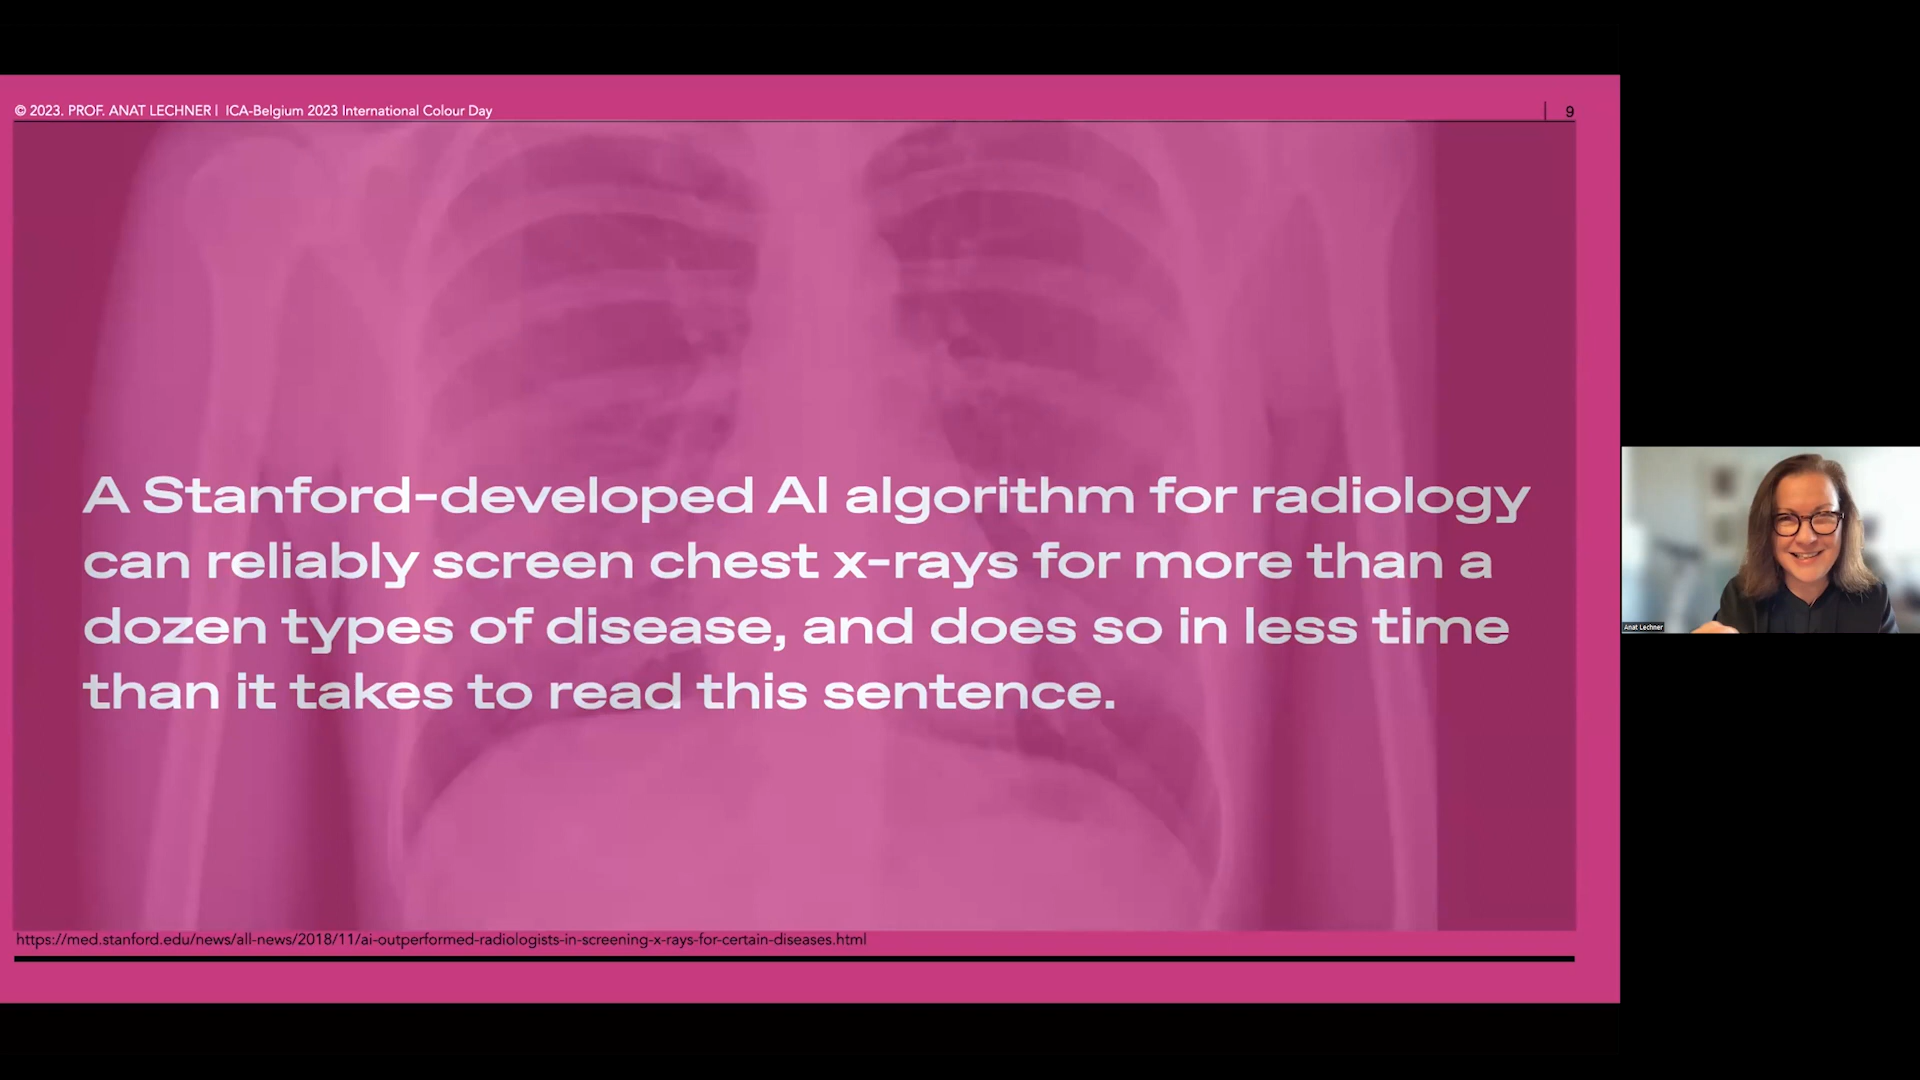 © 2023. PROF. ANAT LECHNER | ICA-Belgium 2023 International Colour Day
9
A Stanford-developed AI algorithm for radiology
can reliably screen chest x-rays for more than a
dozen types of disease, and does so in less time
than it takes to read this sentence.
Anat Lechner
https://med.stanford.edu/news/all-news/2018/11/ai-outperformed-radiologists-in-screening-x-rays-for-certain-diseases.html